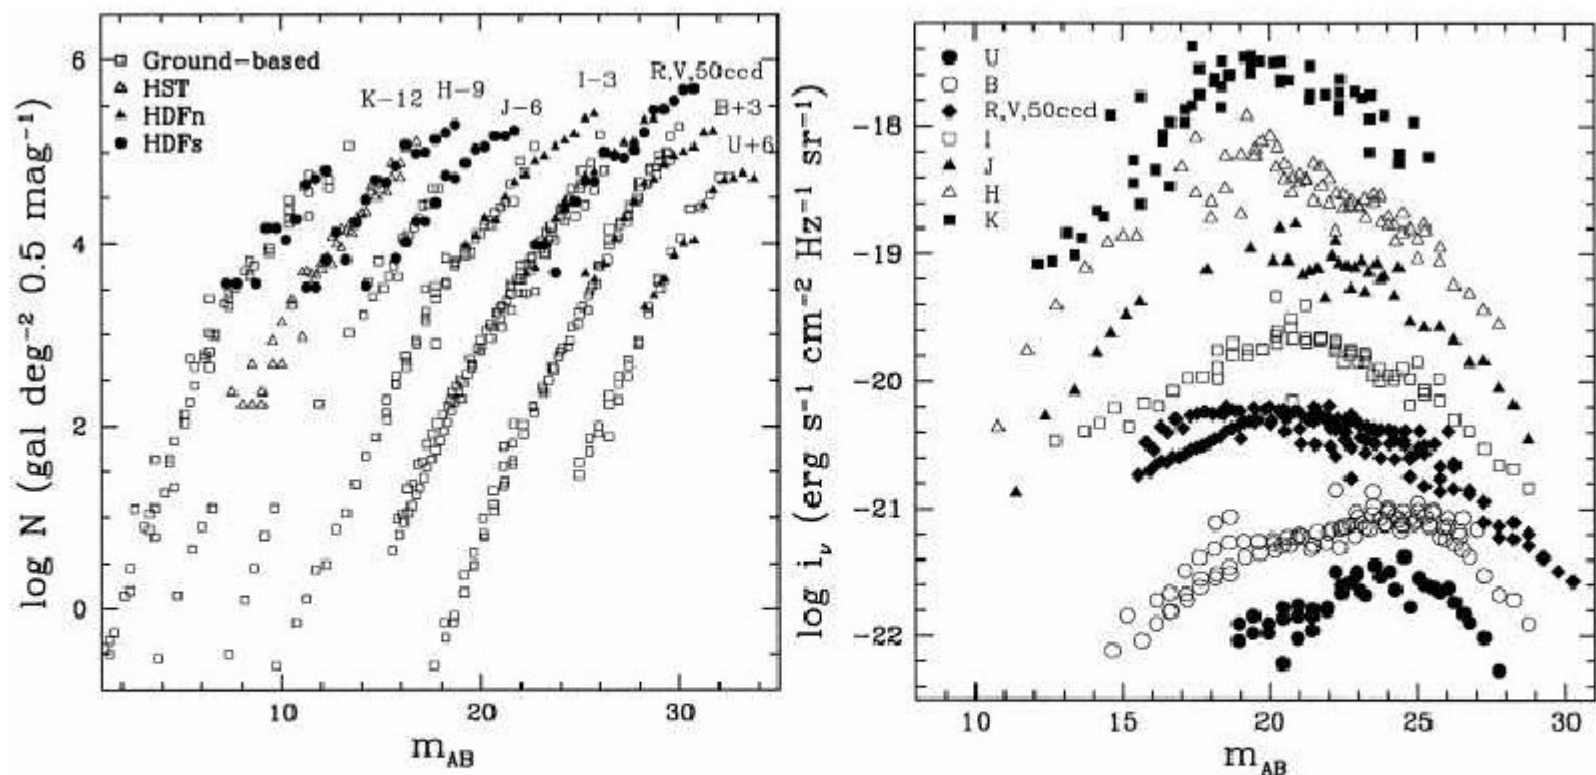 log N (gal deg⁻² 0.5 mag⁻¹)
6
4
2
0
Ground-based
HST
HDFn
HDFs
K-12
H-9
J-6
I-3
R,V,50ccd
B+3
U+6
10
20
30
m_AB
log i_ν (erg s⁻¹ cm⁻² Hz⁻¹ sr⁻¹)
-18
-19
-20
-21
-22
U
B
R,V,50ccd
I
J
H
K
10
15
20
25
30
m_AB